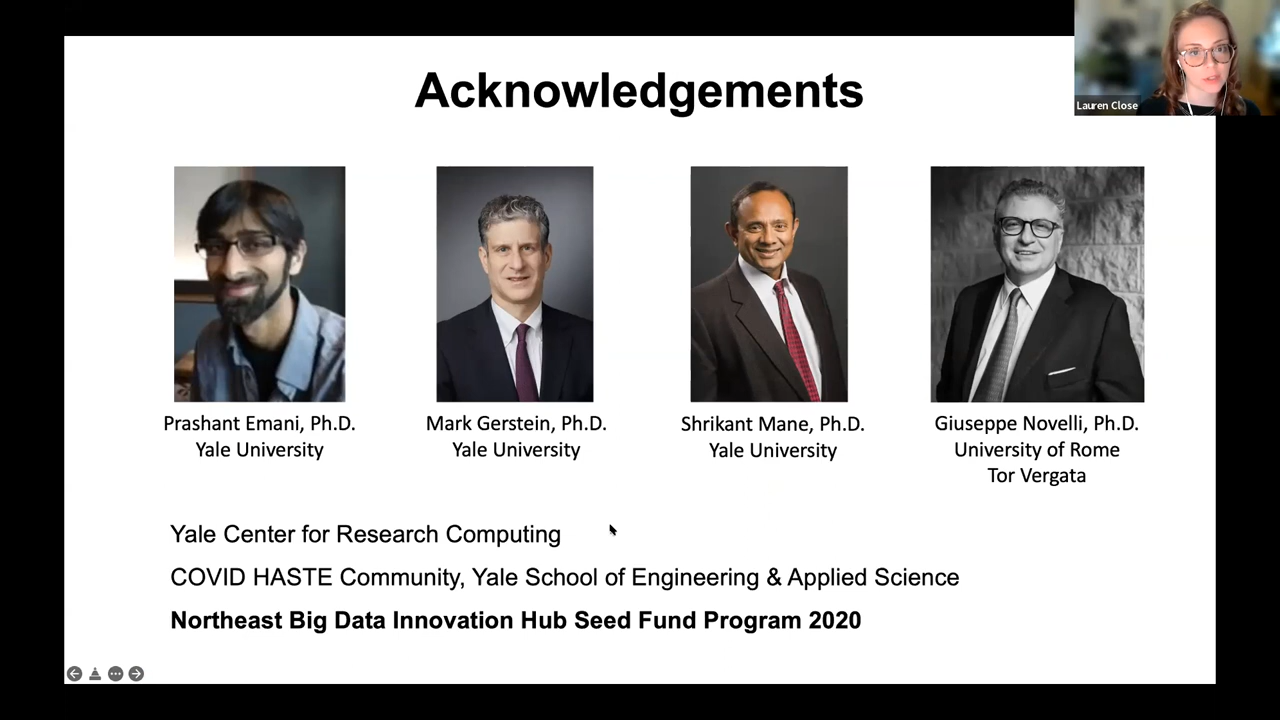 Acknowledgements
Lauren Close
Prashant Emani, Ph.D.
Yale University
Mark Gerstein, Ph.D.
Yale University
Shrikant Mane, Ph.D.
Yale University
Giuseppe Novelli, Ph.D.
University of Rome
Tor Vergata
Yale Center for Research Computing
COVID HASTE Community, Yale School of Engineering & Applied Science
Northeast Big Data Innovation Hub Seed Fund Program 2020